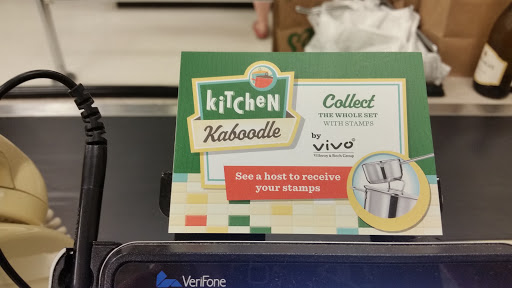 kitchen
Kaboodle
Collect
THE WHOLE SET
WITH STAMPS
by
vivo
Villeroy & Boch Group
See a host to receive
your stamps
VeriFone